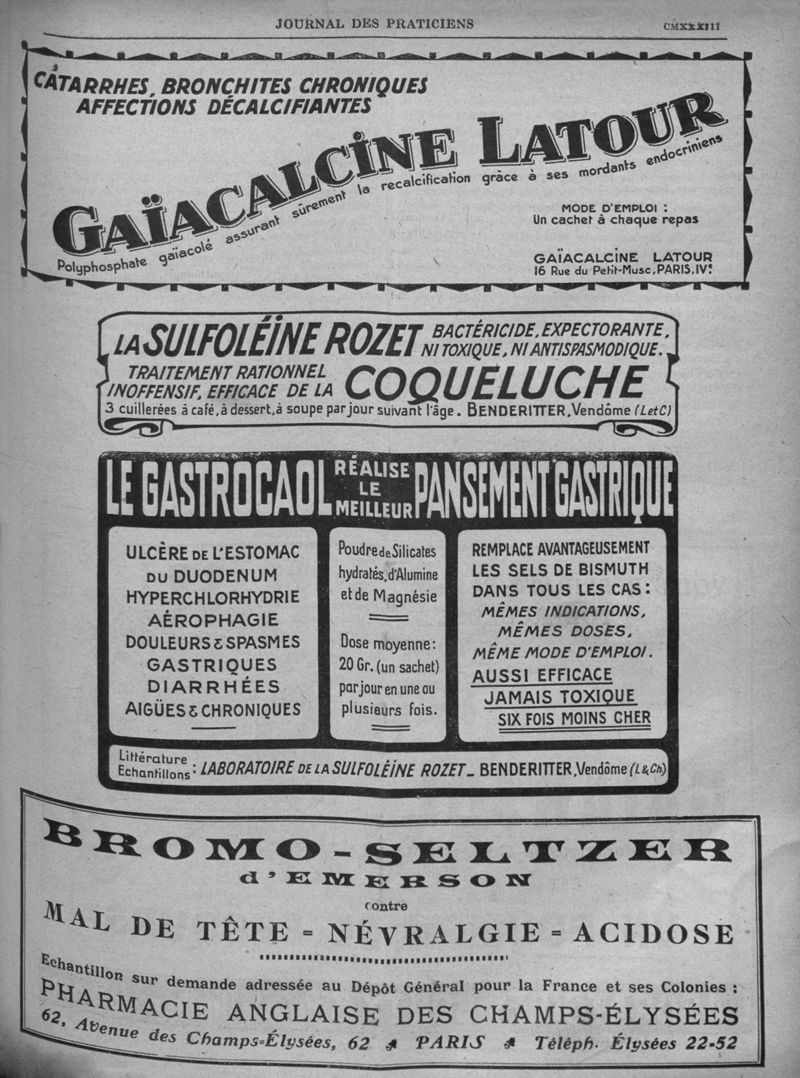 JOURNAL DES PRATICIENS
CMXXXIII
CATARRHES, BRONCHITES CHRONIQUES
AFFECTIONS DÉCALCIFIANTES
GAÏACALCINE LATOUR
Polyphosphate gaïacolé assurant sûrement la recalcification grâce à ses mordants endocriniens
MODE D'EMPLOI :
Un cachet à chaque repas
GAÏACALCINE LATOUR
16 Rue du Petit-Musc, PARIS, IVe
LA SULFOLÉINE ROZET
BACTÉRICIDE, EXPECTORANTE,
NI TOXIQUE, NI ANTISPASMODIQUE.
TRAITEMENT RATIONNEL
INOFFENSIF, EFFICACE DE LA
COQUELUCHE
3 cuillerées à café, à dessert, à soupe par jour suivant l'âge. BENDERITTER, Vendôme (L et C)
LE GASTROCAOL
RÉALISE
LE
MEILLEUR
PANSEMENT GASTRIQUE
ULCÈRE DE L'ESTOMAC
DU DUODENUM
HYPERCHLORHYDRIE
AÉROPHAGIE
DOULEURS & SPASMES
GASTRIQUES
DIARRHÉES
AIGÜES & CHRONIQUES
Poudre de Silicates
hydratés, d'Alumine
et de Magnésie
Dose moyenne :
20 Gr. (un sachet)
par jour en une ou
plusieurs fois.
REMPLACE AVANTAGEUSEMENT
LES SELS DE BISMUTH
DANS TOUS LES CAS :
MÊMES INDICATIONS,
MÊMES DOSES,
MÊME MODE D'EMPLOI.
AUSSI EFFICACE
JAMAIS TOXIQUE
SIX FOIS MOINS CHER
Littérature
Echantillons : LABORATOIRE DE LA SULFOLÉINE ROZET_ BENDERITTER, Vendôme (L & Ch)
BROMO-SELTZER
d'EMERSON
contre
MAL DE TÊTE = NÉVRALGIE = ACIDOSE
Echantillon sur demande adressée au Dépôt Général pour la France et ses Colonies :
PHARMACIE ANGLAISE DES CHAMPS-ÉLYSÉES
62, Avenue des Champs-Élysées, 62 PARIS Téléph. Élysées 22-52